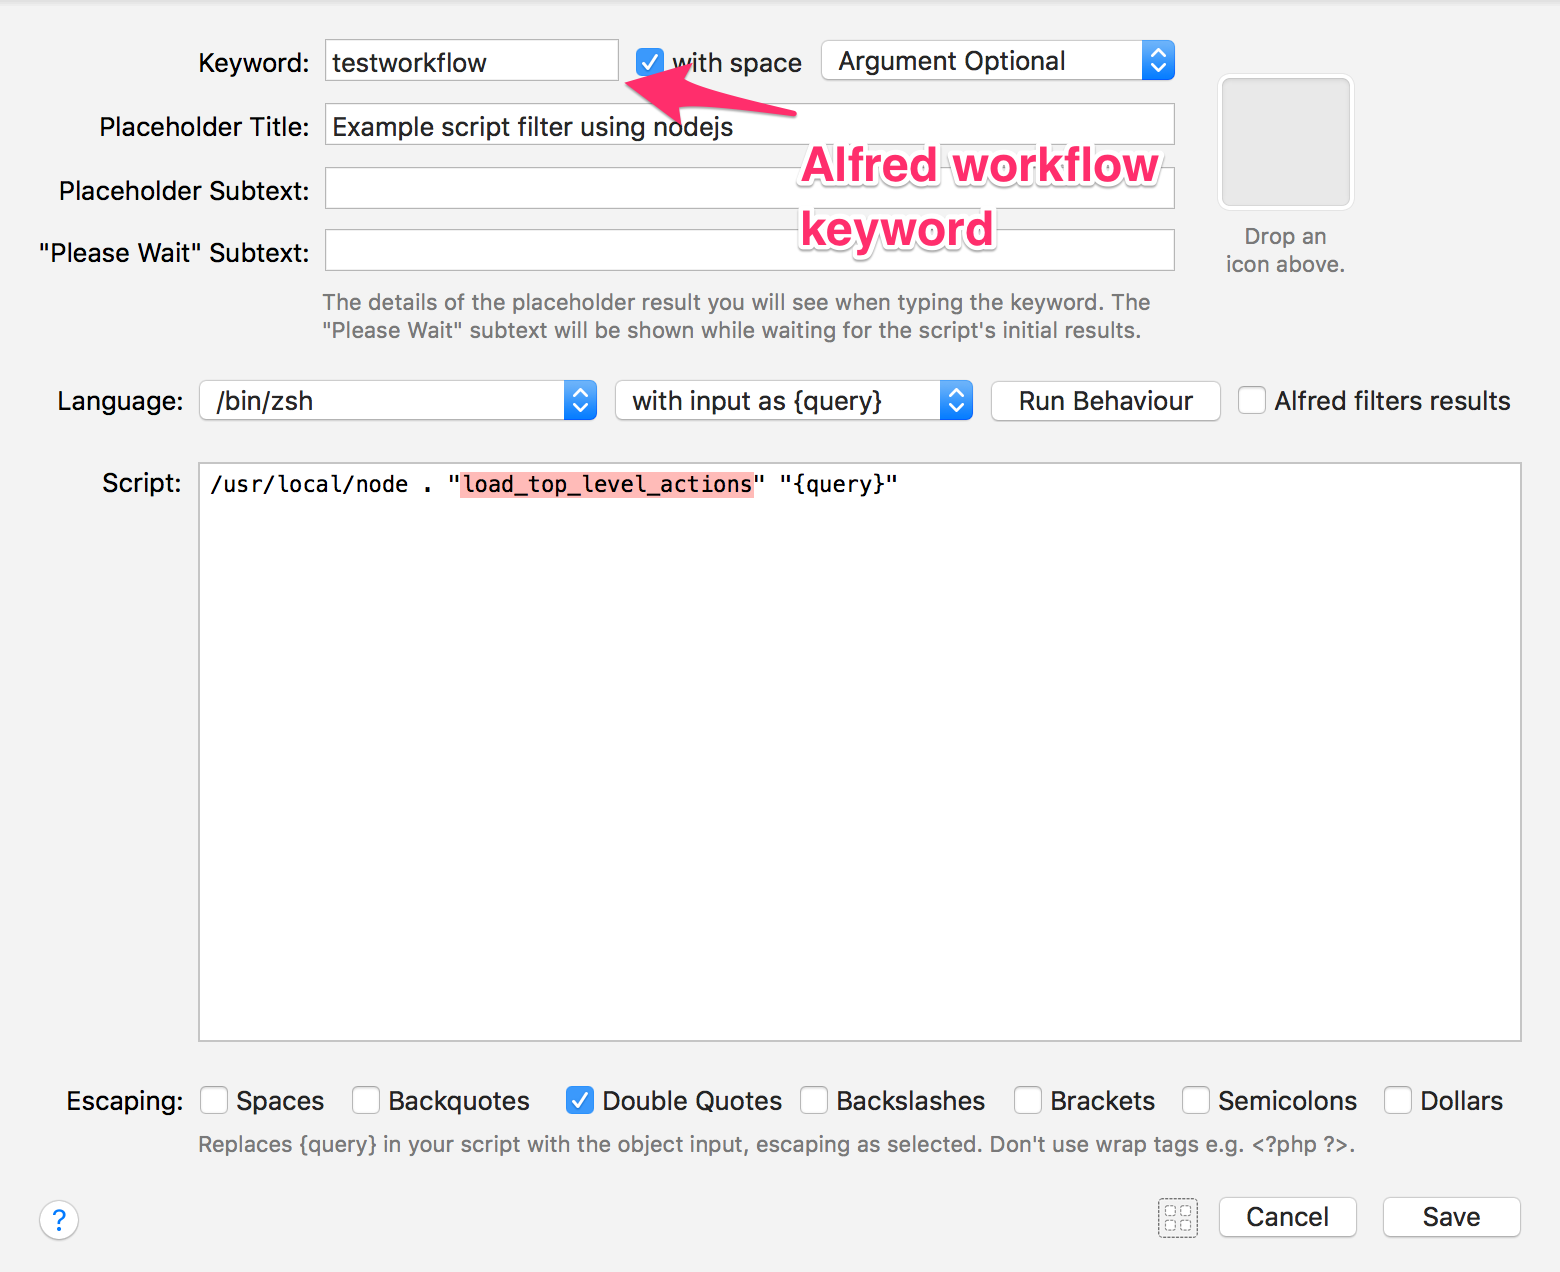 Keyword: testworkflow with space Argument Optional
Placeholder Title: Example script filter using nodejs
Alfred workflow
keyword
Placeholder Subtext:
"Please Wait" Subtext:
Drop an
icon above.
The details of the placeholder result you will see when typing the keyword. The
"Please Wait" subtext will be shown while waiting for the script's initial results.
Language: /bin/zsh with input as {query} Run Behaviour Alfred filters results
Script: /usr/local/node . "load_top_level_actions" "{query}"
Escaping: Spaces Backquotes Double Quotes Backslashes Brackets Semicolons Dollars
Replaces {query} in your script with the object input, escaping as selected. Don't use wrap tags e.g. <?php ?>.
? Cancel Save